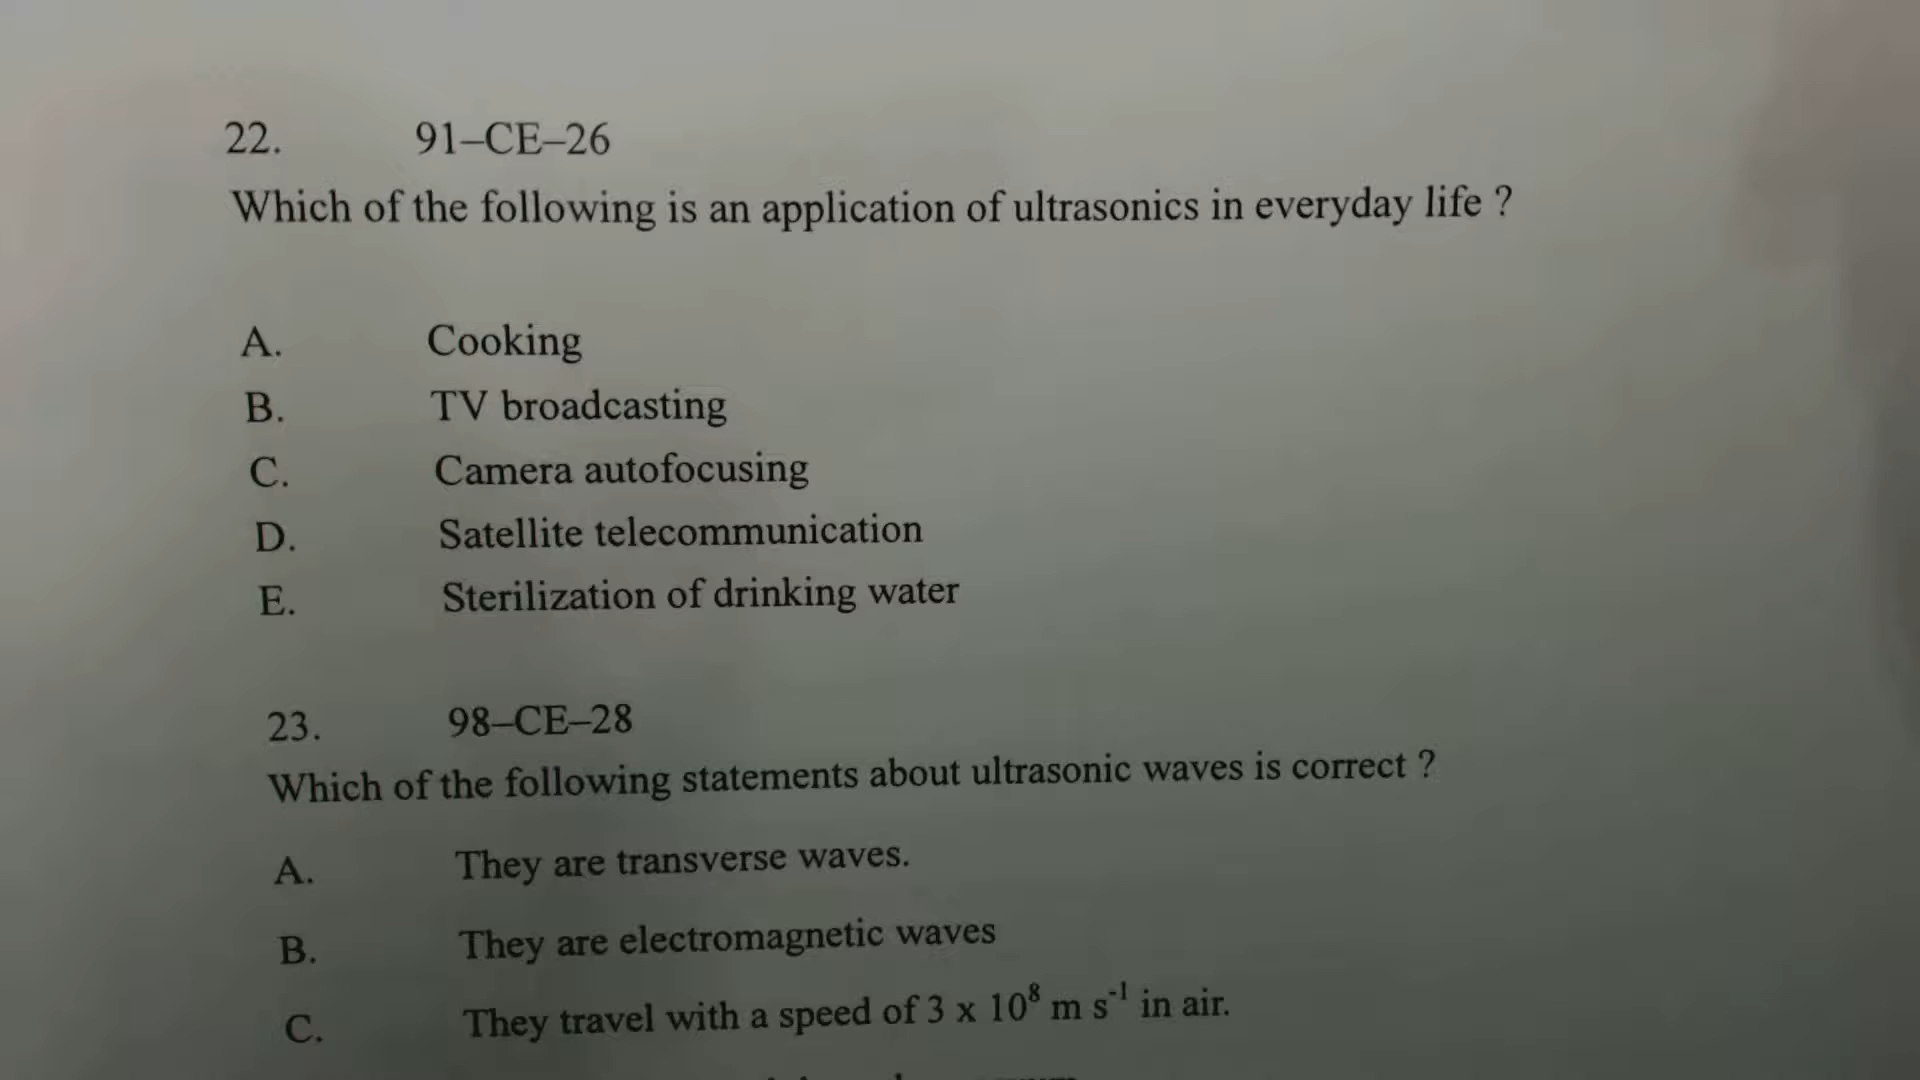 22. 91–CE–26
Which of the following is an application of ultrasonics in everyday life ?
A. Cooking
B. TV broadcasting
C. Camera autofocusing
D. Satellite telecommunication
E. Sterilization of drinking water
23. 98–CE–28
Which of the following statements about ultrasonic waves is correct ?
A. They are transverse waves.
B. They are electromagnetic waves
C. They travel with a speed of 3 x 10⁸ m s⁻¹ in air.